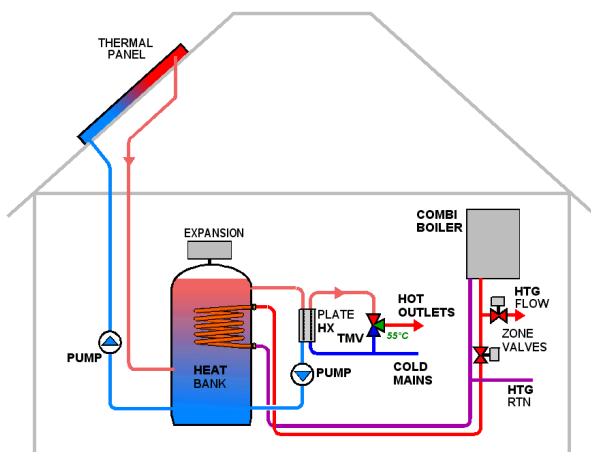 THERMAL
PANEL
EXPANSION
COMBI
BOILER
HTG
FLOW
HOT
OUTLETS
PLATE
HX
TMV
55°C
ZONE
VALVES
PUMP
HEAT
BANK
PUMP
COLD
MAINS
HTG
RTN